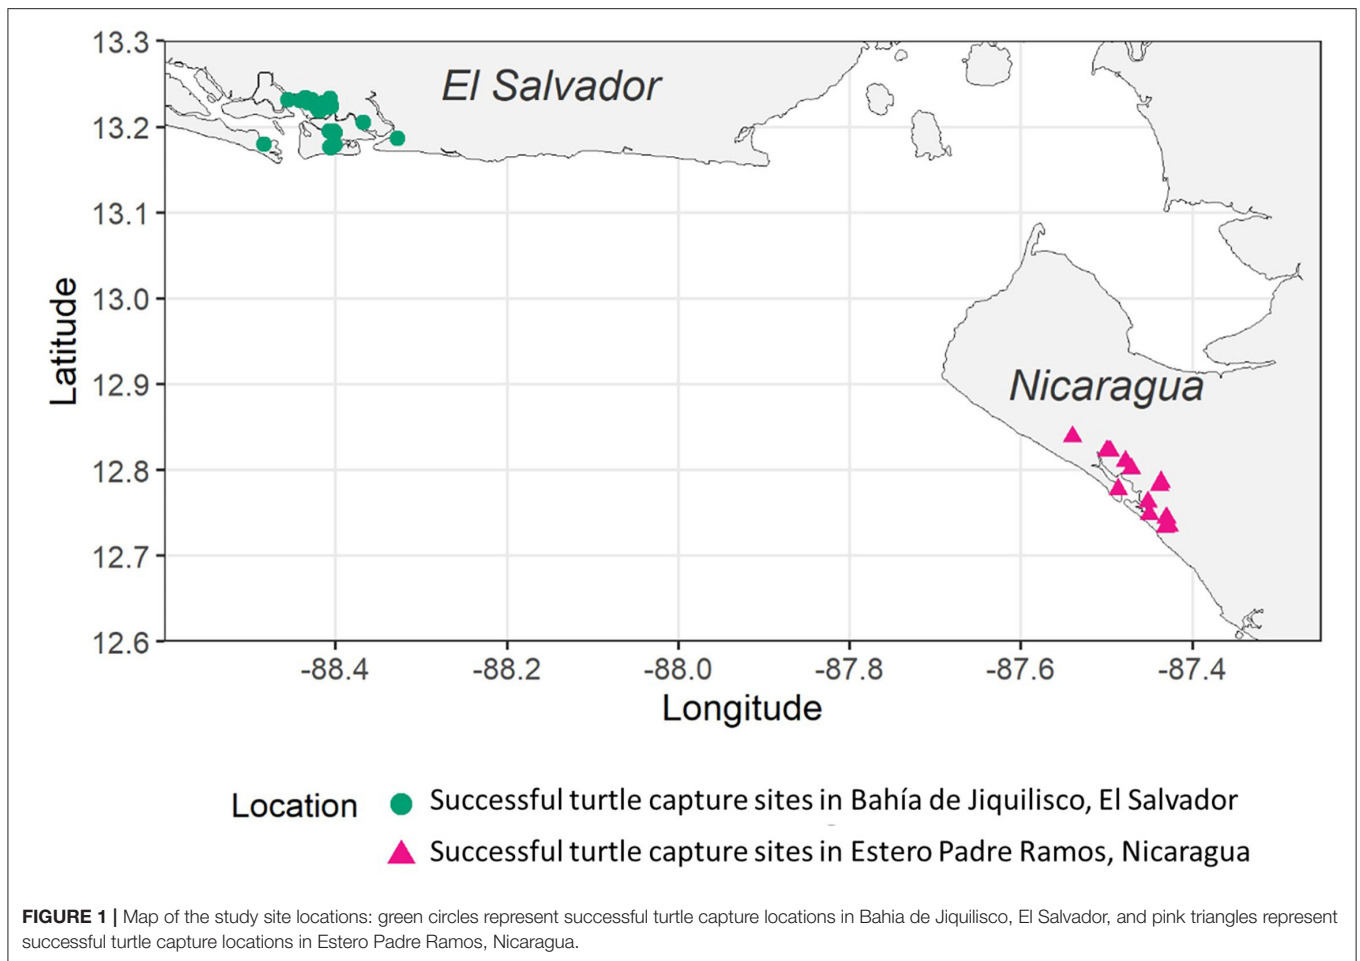 13.3
El Salvador
13.2
13.1
13.0
12.9
Nicaragua
12.8
12.7
12.6
Latitude
-88.4 -88.2 -88.0 -87.8 -87.6 -87.4
Longitude
Location
Successful turtle capture sites in Bahía de Jiquilisco, El Salvador
Successful turtle capture sites in Estero Padre Ramos, Nicaragua
FIGURE 1 | Map of the study site locations: green circles represent successful turtle capture locations in Bahia de Jiquilisco, El Salvador, and pink triangles represent
successful turtle capture locations in Estero Padre Ramos, Nicaragua.